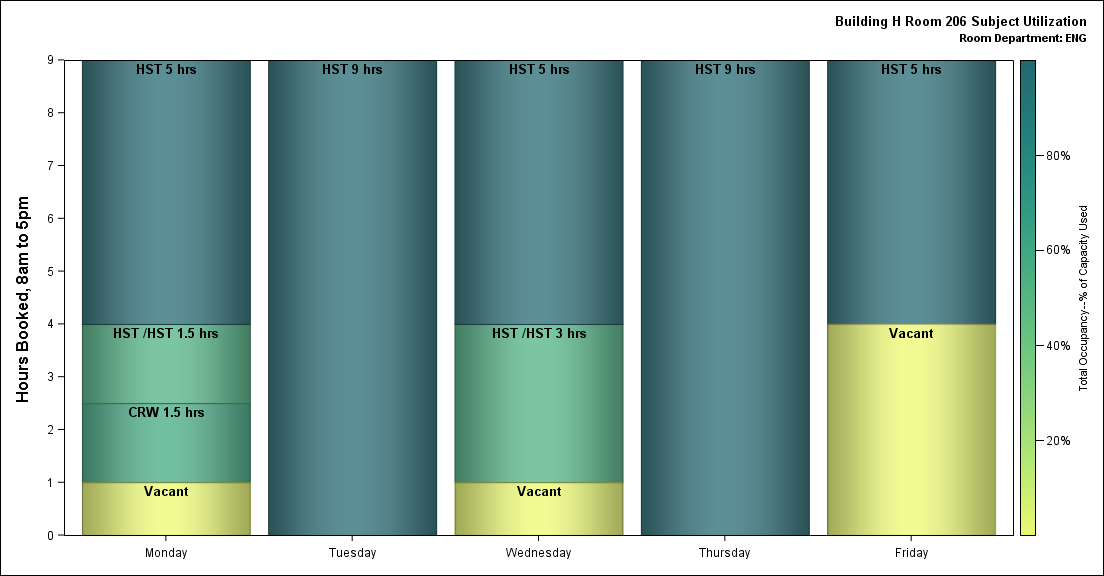 Building H Room 206 Subject Utilization
Room Department: ENG
Hours Booked, 8am to 5pm
9
8
7
6
5
4
3
2
1
0
HST 5 hrs
HST /HST 1.5 hrs
CRW 1.5 hrs
Vacant
HST 9 hrs
HST 5 hrs
HST /HST 3 hrs
Vacant
HST 9 hrs
HST 5 hrs
Vacant
Monday
Tuesday
Wednesday
Thursday
Friday
80%
60%
40%
20%
Total Occupancy--% of Capacity Used